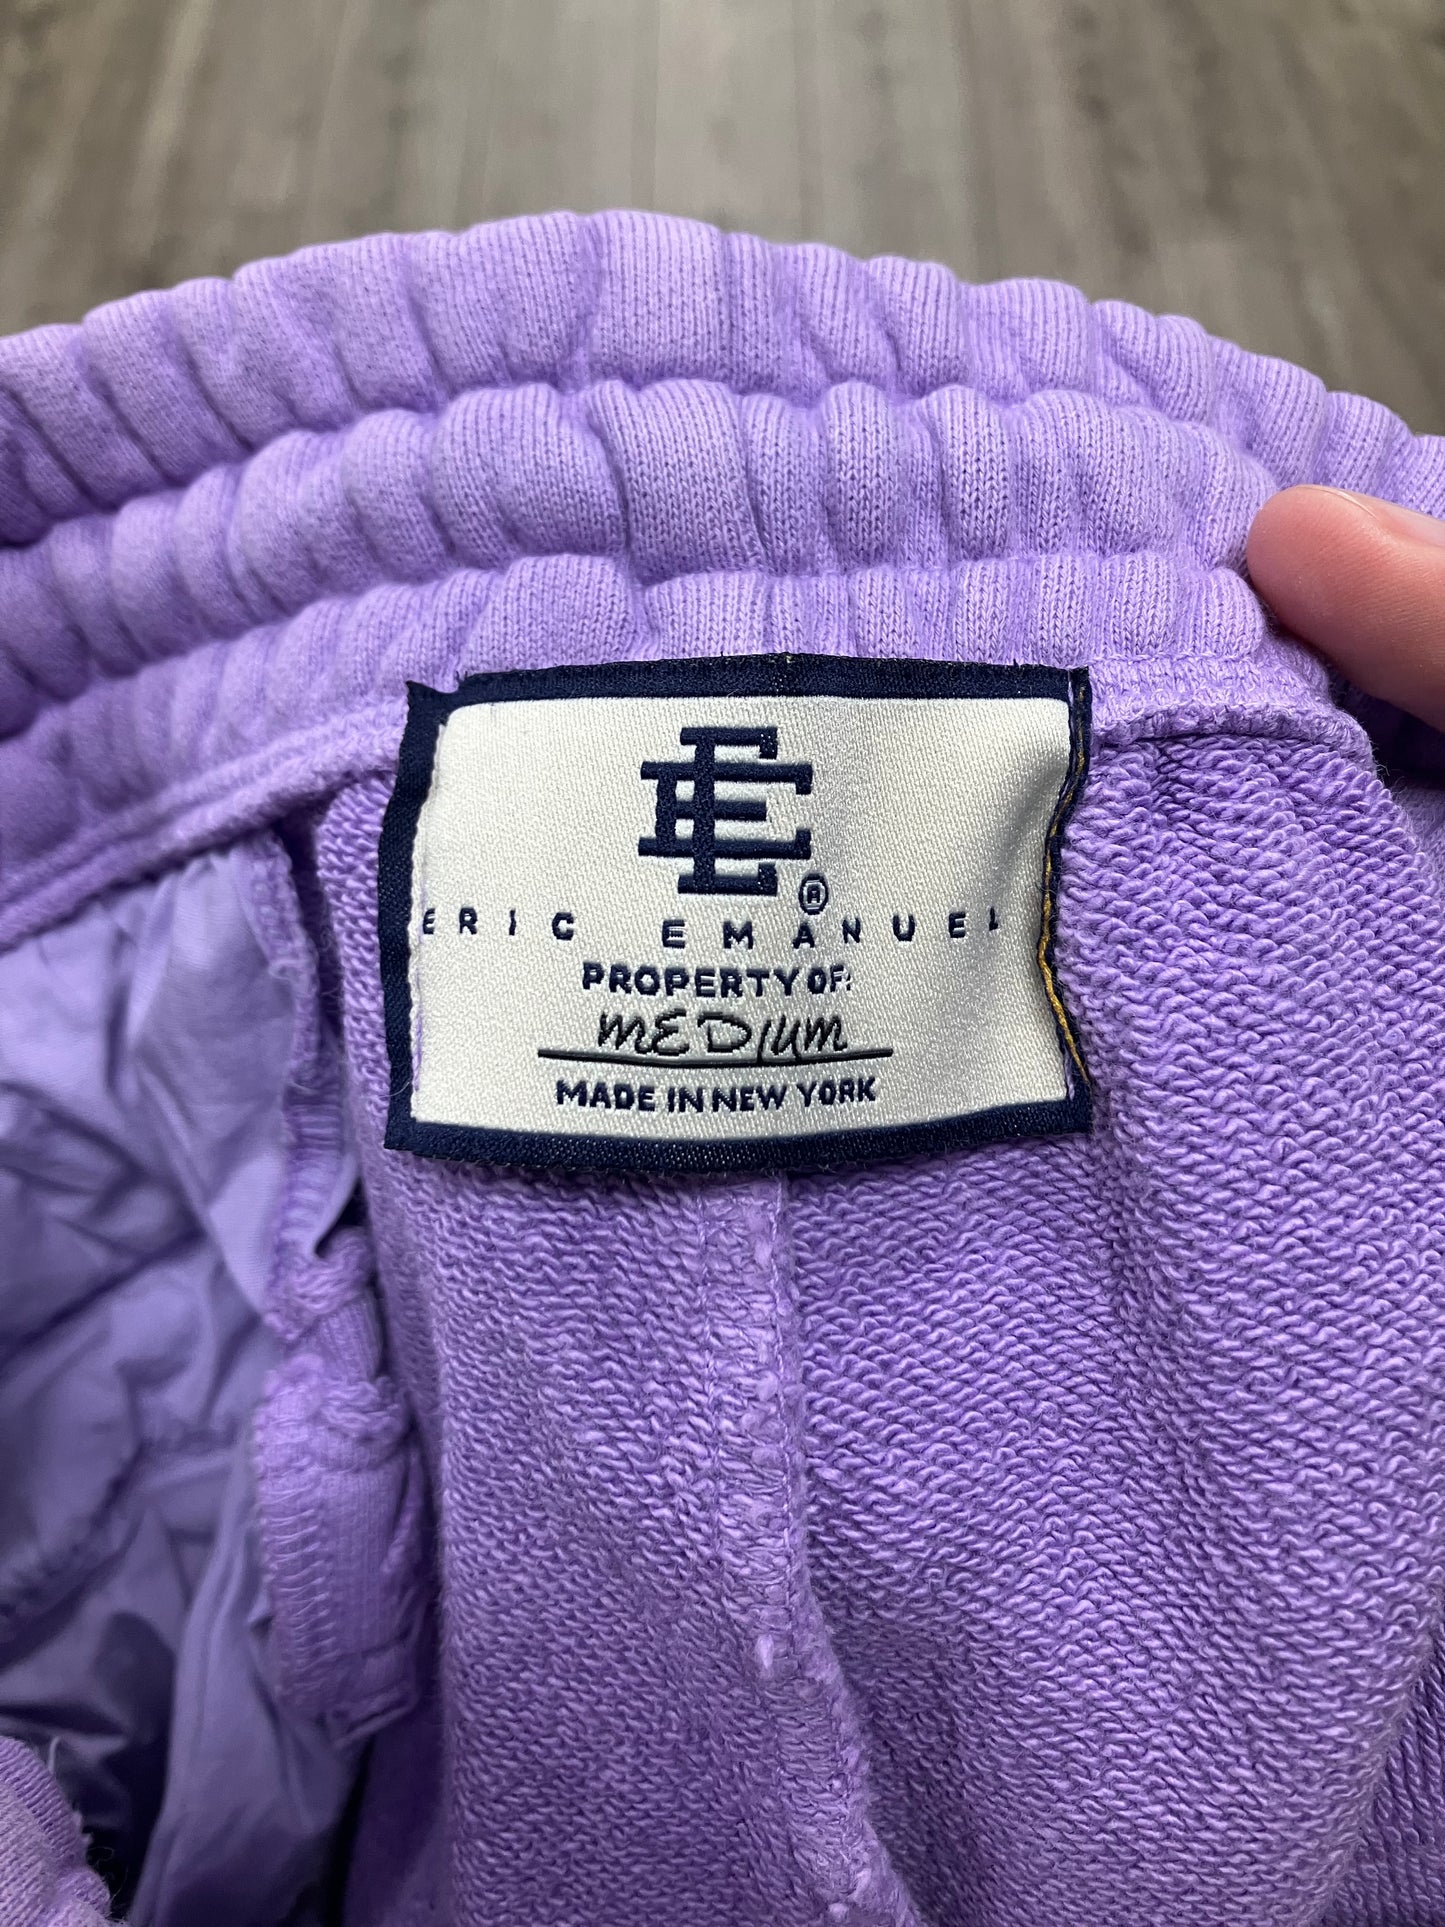 EE ®
ERIC EMANUEL
PROPERTY OF:
MEDIUM
MADE IN NEW YORK